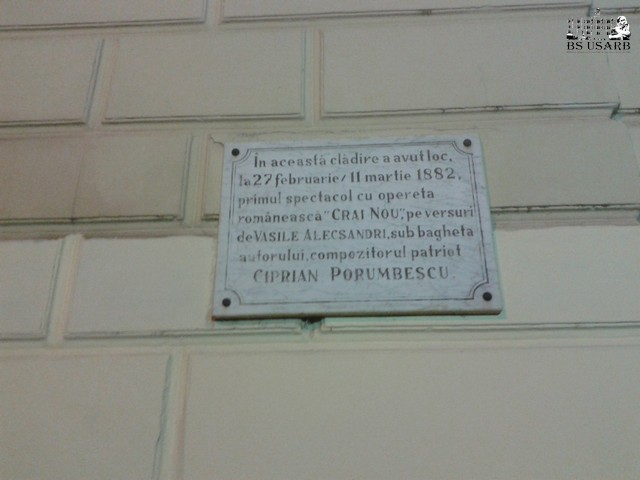 BS USARB
În această clădire a avut loc,
la 27 februarie / 11 martie 1882,
primul spectacol cu opereta
românească "CRAI NOU", pe versuri
de VASILE ALECSANDRI, sub bagheta
autorului, compozitorul patriot
CIPRIAN PORUMBESCU